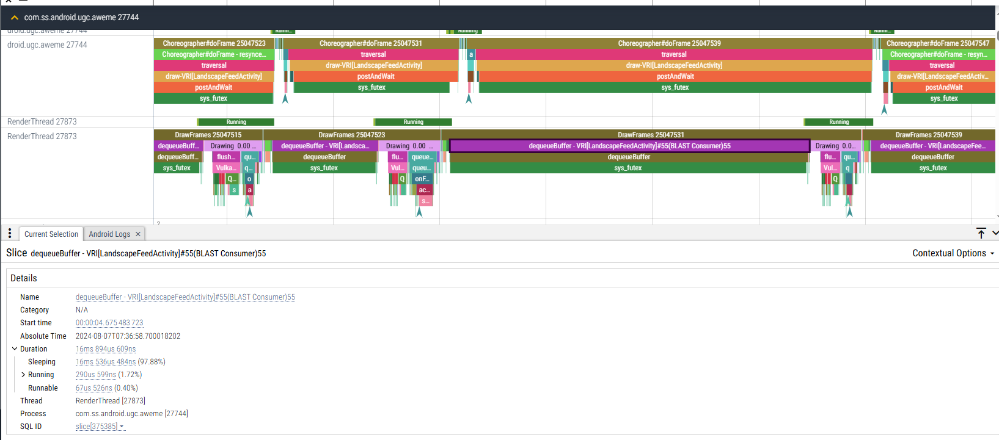 com.ss.android.ugc.aweme 27744
droid.ugc.aweme 27744
Runni...
Running
Runni...
droid.ugc.aweme 27744
Choreographer#doFrame 25047523
Choreographer#doFrame 25047531
Choreographer#doFrame 25047539
Choreographer#doFrame 25047547
Choreographer#doFrame - resynce...
traversal
a
traversal
Choreographer#doFrame - resyn...
traversal
draw-VRI[LandscapeFeedActivity]
draw-VRI[LandscapeFeedActivity]
traversal
draw-VRI[LandscapeFeedActivity]
postAndWait
postAndWait
draw-VRI[LandscapeFeedActiv...
postAndWait
sys_futex
sys_futex
postAndWait
sys_futex
sys_futex
RenderThread 27873
Running
Running
Running
RenderThread 27873
DrawFrames 25047515
DrawFrames 25047523
DrawFrames 25047531
DrawFrames 25047539
dequeueBuff...
Drawing 0.00 ...
dequeueBuffer - VRI[Landsca...
Drawing 0.00 ...
dequeueBuffer - VRI[LandscapeFeedActivity]#55(BLAST Consumer)55
Drawing 0.0...
dequeueBuffer - VRI[LandscapeFee...
dequeueBuff...
flush...
qu...
dequeueBuffer
flu...
queue...
dequeueBuffer
flu...
qu...
dequeueBuffer
sys_futex
Vulka...
q...
sys_futex
Vul...
queu...
sys_futex
Vul...
q
sys_futex
Q...
o
Q
onF...
Q
s
a
ac...
s...
Current Selection
Android Logs
Slice dequeueBuffer - VRI[LandscapeFeedActivity]#55(BLAST Consumer)55
Contextual Options
Details
Name dequeueBuffer - VRI[LandscapeFeedActivity]#55(BLAST Consumer)55
Category N/A
Start time 00:00:04.675 483 723
Absolute Time 2024-08-07T07:36:58.700018202
Duration 16ms 894us 609ns
Sleeping 16ms 536us 484ns (97.88%)
Running 290us 599ns (1.72%)
Runnable 67us 526ns (0.40%)
Thread RenderThread [27873]
Process com.ss.android.ugc.aweme [27744]
SQL ID slice[375385]